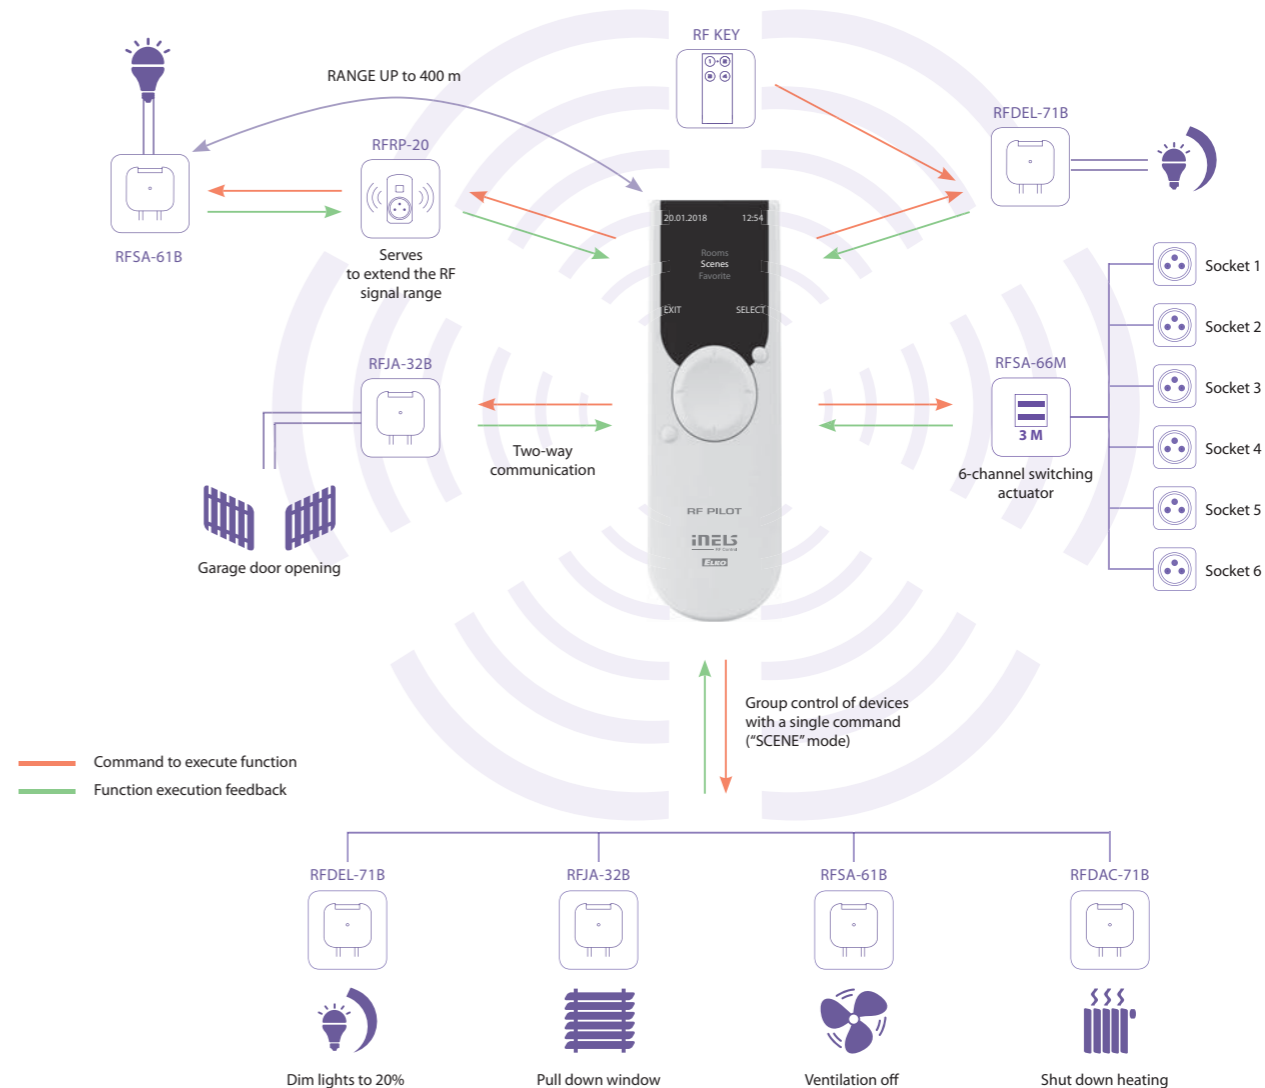 RF KEY
RANGE UP to 400 m
RFDEL-71B
RFRP-20
RFSA-61B
Serves
to extend the RF
signal range
20.01.2018 12:54
Rooms
Scenes
Favorite
EXIT SELECT
Socket 1
Socket 2
Socket 3
Socket 4
Socket 5
Socket 6
RFJA-32B
RFSA-66M
3 M
Two-way
communication
6-channel switching
actuator
Garage door opening
RF PILOT
iNELS
RF Control
ELKO
Group control of devices
with a single command
(“SCENE” mode)
Command to execute function
Function execution feedback
RFDEL-71B
RFJA-32B
RFSA-61B
RFDAC-71B
Dim lights to 20%
Pull down window
Ventilation off
Shut down heating